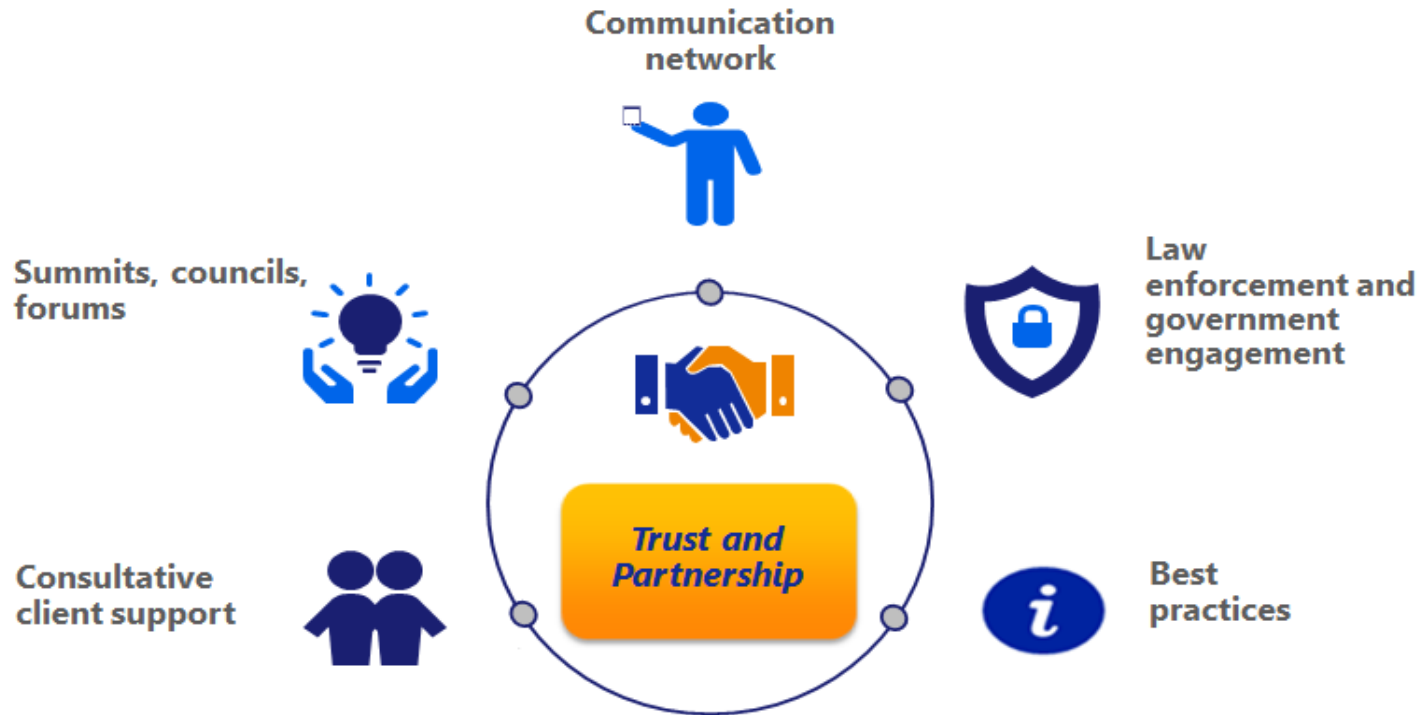 Communication
network
Summits, councils,
forums
Law
enforcement and
government
engagement
Trust and
Partnership
Consultative
client support
Best
practices
i